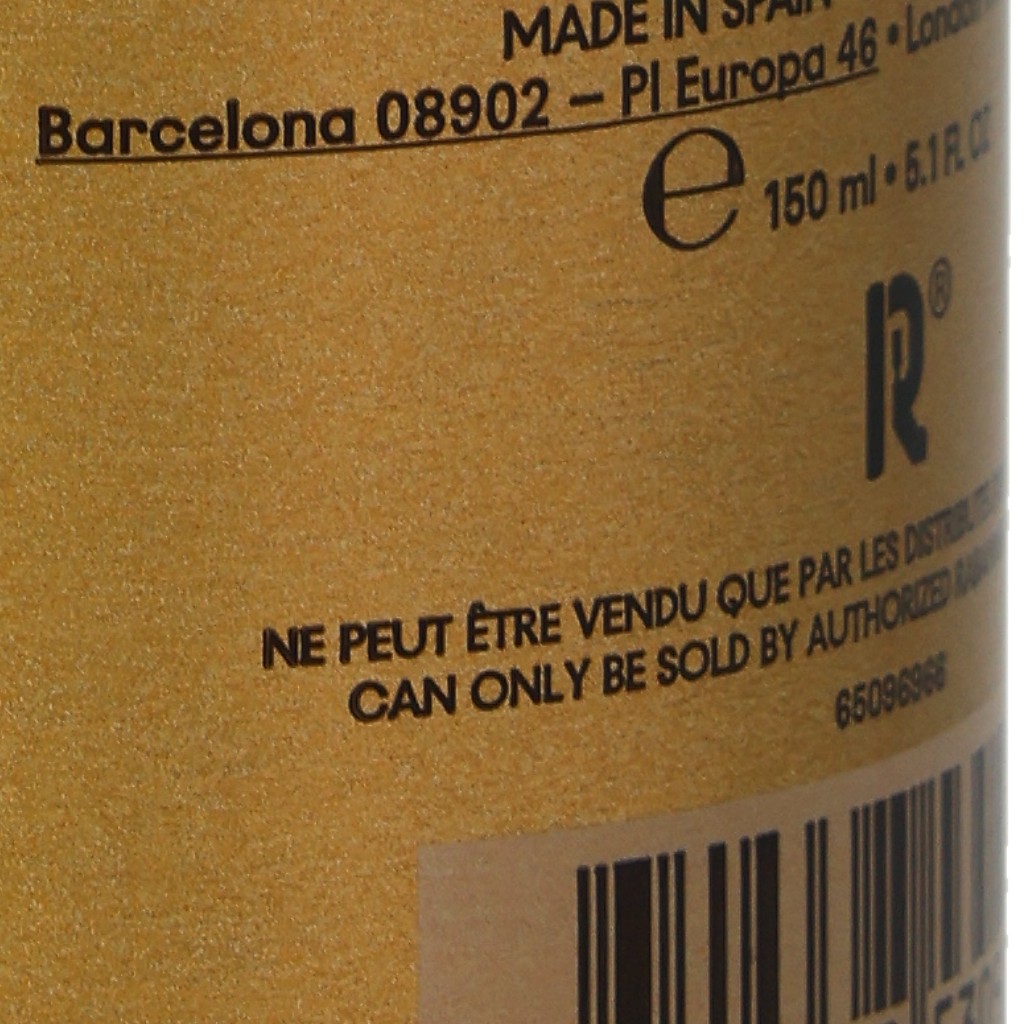 MADE IN SPAIN
Barcelona 08902 – Pl Europa 46 • London
e 150 ml • 5.1 FL OZ
R®
NE PEUT ÊTRE VENDU QUE PAR LES
CAN ONLY BE SOLD BY AUTHORIZED
65096966